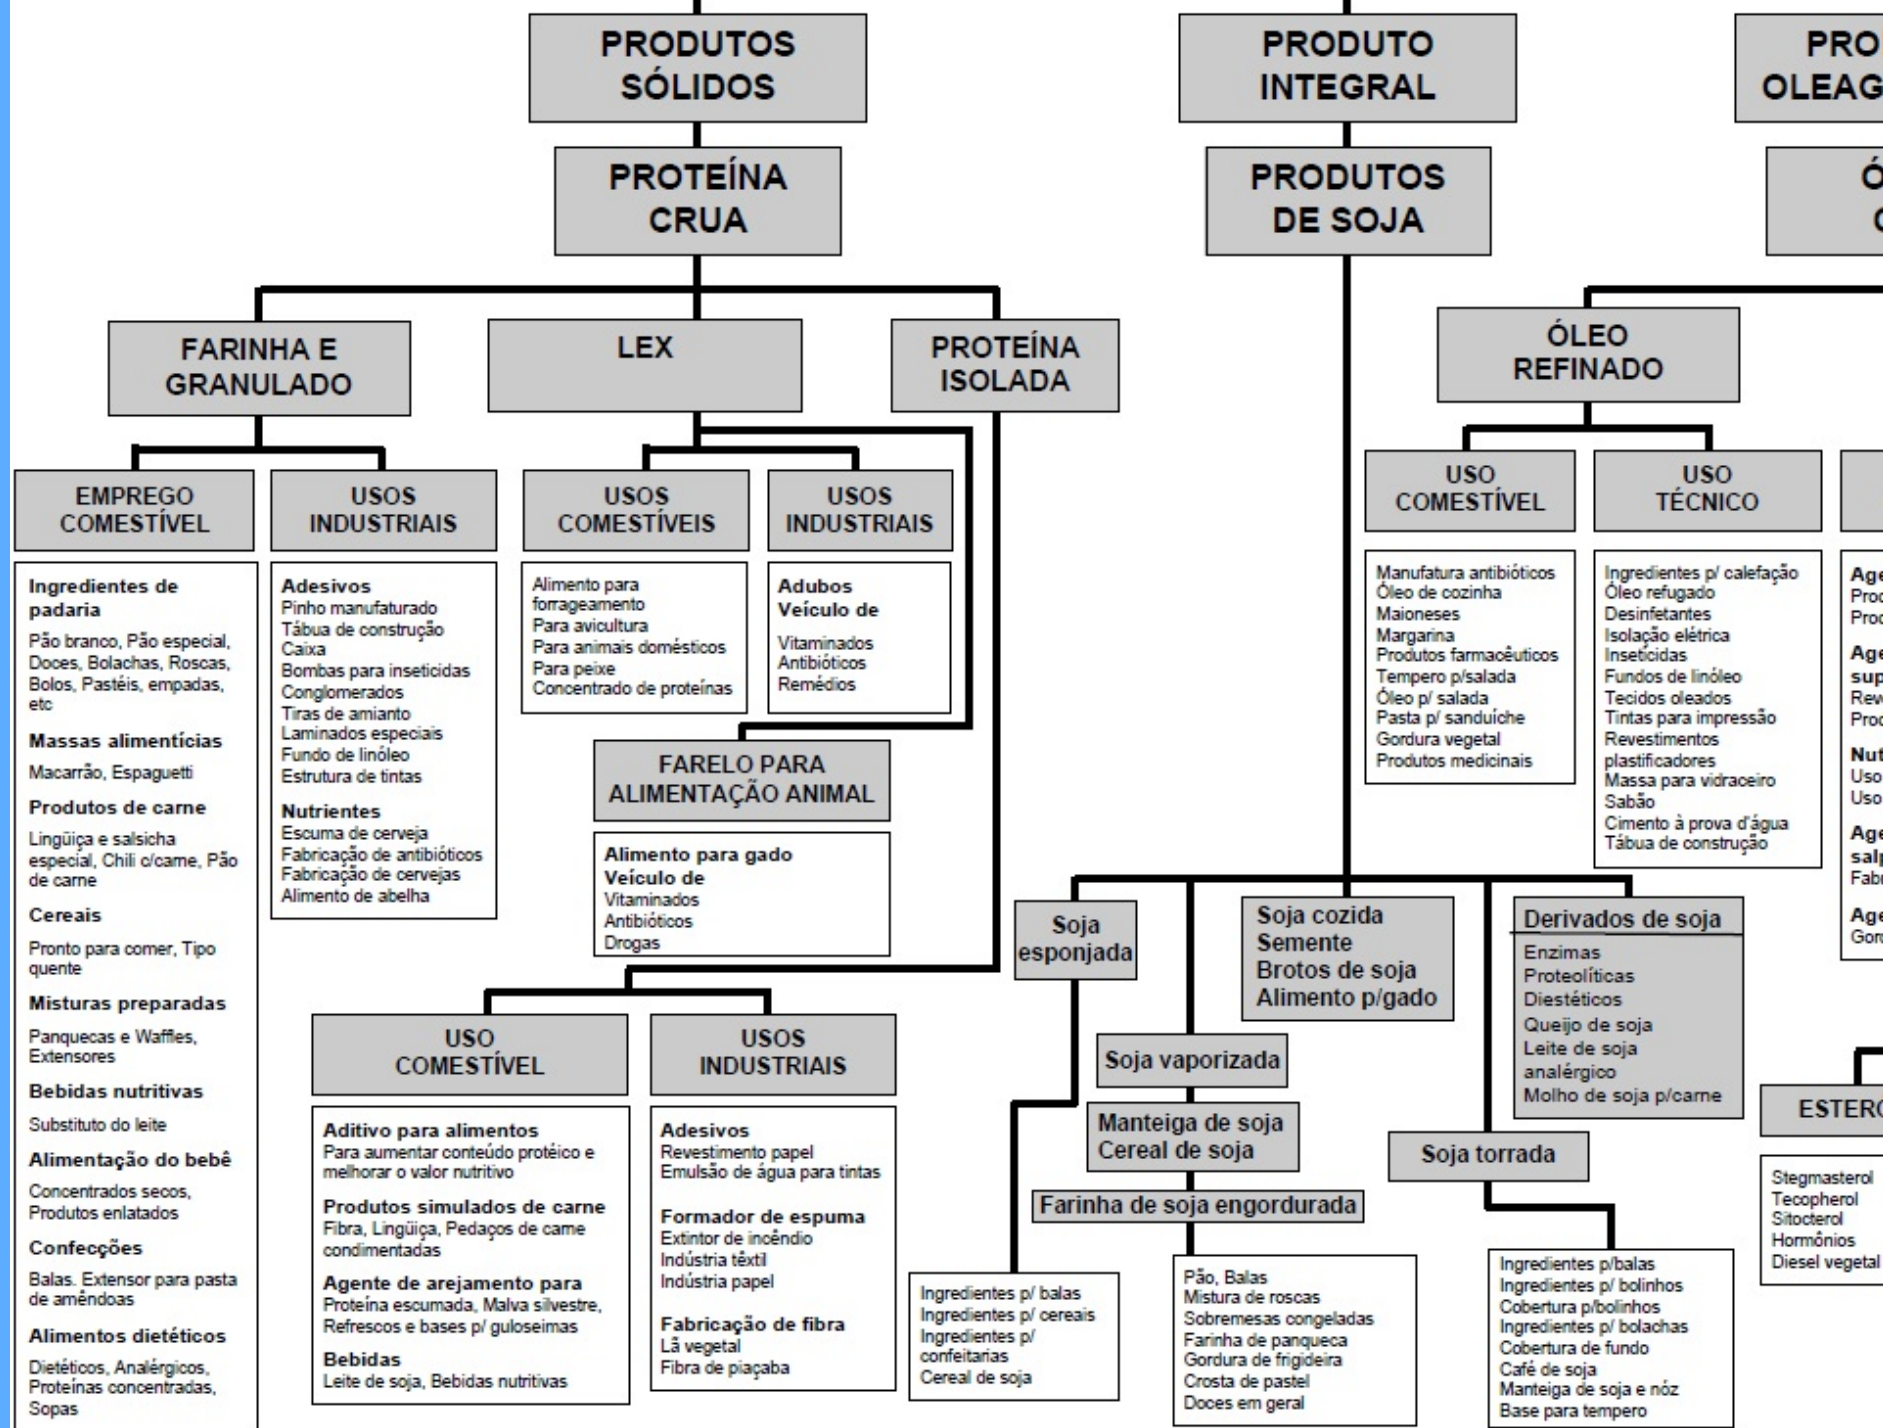 PRODUTOS
SÓLIDOS
PROTEÍNA
CRUA
FARINHA E
GRANULADO
LEX
PROTEÍNA
ISOLADA
EMPREGO
COMESTÍVEL
Ingredientes de
padaria
Pão branco, Pão especial,
Doces, Bolachas, Roscas,
Bolos, Pastéis, empadas,
etc
Massas alimentícias
Macarrão, Espaguetti
Produtos de carne
Lingüiça e salsicha
especial, Chili c/carne, Pão
de carne
Cereais
Pronto para comer, Tipo
quente
Misturas preparadas
Panquecas e Waffles,
Extensores
Bebidas nutritivas
Substituto do leite
Alimentação do bebê
Concentrados secos,
Produtos enlatados
Confecções
Balas. Extensor para pasta
de amêndoas
Alimentos dietéticos
Dietéticos, Analérgicos,
Proteínas concentradas,
Sopas
USOS
INDUSTRIAIS
Adesivos
Pinho manufaturado
Tábua de construção
Caixa
Bombas para inseticidas
Conglomerados
Tiras de amianto
Laminados especiais
Fundo de linóleo
Estrutura de tintas
Nutrientes
Escuma de cerveja
Fabricação de antibióticos
Fabricação de cervejas
Alimento de abelha
USOS
COMESTÍVEIS
Alimento para
forrageamento
Para avicultura
Para animais domésticos
Para peixe
Concentrado de proteínas
USOS
INDUSTRIAIS
Adubos
Veículo de
Vitaminados
Antibióticos
Remédios
FARELO PARA
ALIMENTAÇÃO ANIMAL
Alimento para gado
Veículo de
Vitaminados
Antibióticos
Drogas
USO
COMESTÍVEL
Aditivo para alimentos
Para aumentar conteúdo protéico e
melhorar o valor nutritivo
Produtos simulados de carne
Fibra, Lingüiça, Pedaços de carne
condimentadas
Agente de arejamento para
Proteína escumada, Malva silvestre,
Refrescos e bases p/ guloseimas
Bebidas
Leite de soja, Bebidas nutritivas
USOS
INDUSTRIAIS
Adesivos
Revestimento papel
Emulsão de água para tintas
Formador de espuma
Extintor de incêndio
Indústria têxtil
Indústria papel
Fabricação de fibra
Lã vegetal
Fibra de piaçaba
PRODUTO
INTEGRAL
PRODUTOS
DE SOJA
Soja
esponjada
Ingredientes p/ balas
Ingredientes p/ cereais
Ingredientes p/
confeitarias
Cereal de soja
Soja vaporizada
Manteiga de soja
Cereal de soja
Farinha de soja engordurada
Pão, Balas
Mistura de roscas
Sobremesas congeladas
Farinha de panqueca
Gordura de frigideira
Crosta de pastel
Doces em geral
Soja cozida
Semente
Brotos de soja
Alimento p/gado
Soja torrada
Ingredientes p/balas
Ingredientes p/ bolinhos
Cobertura p/bolinhos
Ingredientes p/ bolachas
Cobertura de fundo
Café de soja
Manteiga de soja e nóz
Base para tempero
Derivados de soja
Enzimas
Proteolíticas
Diestéticos
Queijo de soja
Leite de soja
analérgico
Molho de soja p/carne
ÓLEO
REFINADO
USO
COMESTÍVEL
Manufatura antibióticos
Óleo de cozinha
Maioneses
Margarina
Produtos farmacêuticos
Tempero p/salada
Óleo p/ salada
Pasta p/ sanduíche
Gordura vegetal
Produtos medicinais
USO
TÉCNICO
Ingredientes p/ calefação
Óleo refugado
Desinfetantes
Isolação elétrica
Inseticidas
Fundos de linóleo
Tecidos oleados
Tintas para impressão
Revestimentos
plastificadores
Massa para vidraceiro
Sabão
Cimento à prova d'água
Tábua de construção
Uso
Uso
Stegmasterol
Tecopherol
Sitocterol
Hormônios
Diesel vegetal